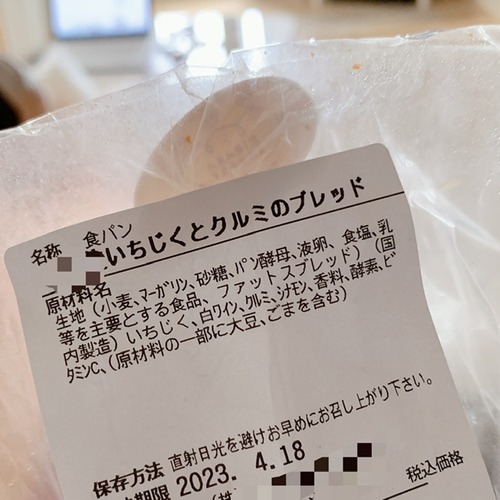 名称 食パン
いちじくとクルミのブレッド
原材料名
生地(小麦、マーガリン、砂糖、パン酵母、液卵、食塩、乳
等を主要とする食品、ファットスプレッド)(国
内製造)いちじく、白ワイン、クルミ、シナモン、香料、酵素、ビ
タミンC、(原材料の一部に大豆、ごまを含む)
保存方法 直射日光を避けお早めにお召し上がり下さい。
期限 2023. 4.18
税込価格
(株